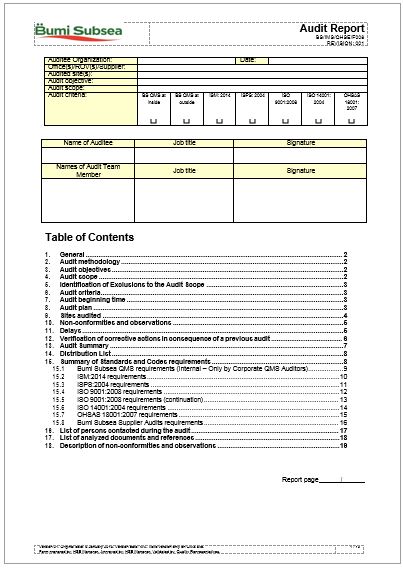 Bumi Subsea
Audit Report
BS/IMS/OHSE/F008
REVISION: 001
Auditee Organization:
Date:
Office(s)/ROV(s)/Supplier:
Audited site(s):
Audit objective:
Audit scope:
Audit criteria:
BS QMS at inside
BS QMS at outside
ISM:2014
ISPS: 2004
ISO 9001:2008
ISO 14001: 2004
OHSAS 18001: 2007
Name of Auditee
Job title
Signature
Names of Audit Team Member
Job title
Signature
Table of Contents
1. General 2
2. Audit methodology 2
3. Audit objectives 2
4. Audit scope 2
5. Identification of Exclusions to the Audit Scope 3
6. Audit criteria 3
7. Audit beginning time 3
8. Audit plan 3
9. Sites audited 4
10. Non-conformities and observations 5
11. Delays 5
12. Verification of corrective actions in consequence of a previous audit 6
13. Audit Summary 7
14. Distribution List 8
15. Summary of Standards and Codes requirements 8
15.1 Bumi Subsea QMS requirements (Internal – Only by Corporate QMS Auditors) 9
15.2 ISM:2014 requirements 10
15.3 ISPS:2004 requirements 11
15.4 ISO 9001:2008 requirements 12
15.5 ISO 9001:2008 requirements (continuation) 13
15.6 ISO 14001:2004 requirements 14
15.7 OHSAS 18001:2007 requirements 15
15.8 Bumi Subsea Supplier Audits requirements 16
16. List of persons contacted during the audit 17
17. List of analyzed documents and references 18
18. Description of non-conformities and observations 19
Report page____/____